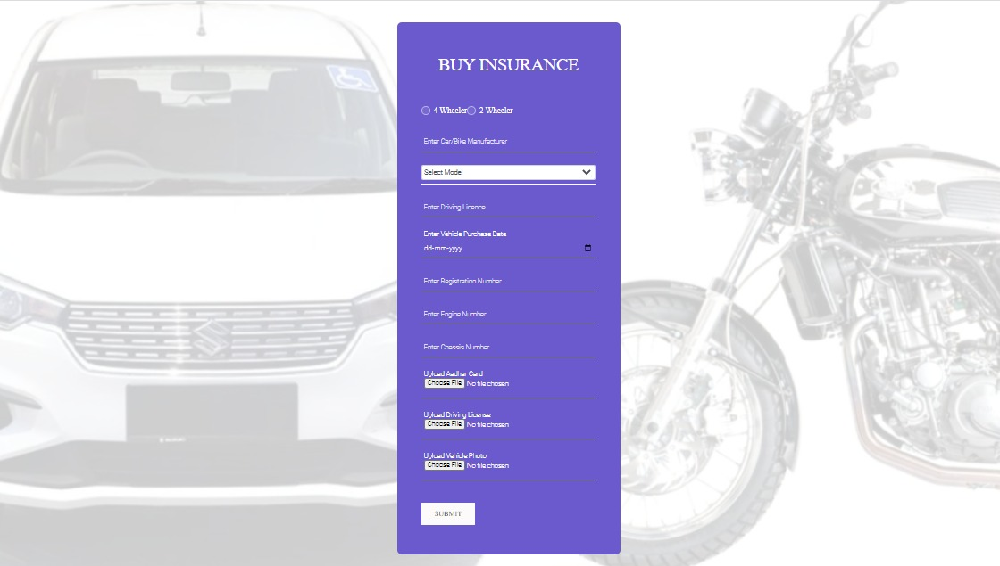 BUY INSURANCE
4 Wheeler 2 Wheeler
Enter Car/Bike Manufacturer
Select Model
Enter Driving Licence
Enter Vehicle Purchase Date
dd-mm-yyyy
Enter Registration Number
Enter Engine Number
Enter Chassis Number
Upload Aadhar Card
Choose File No file chosen
Upload Driving License
Choose File No file chosen
Upload Vehicle Photo
Choose File No file chosen
SUBMIT